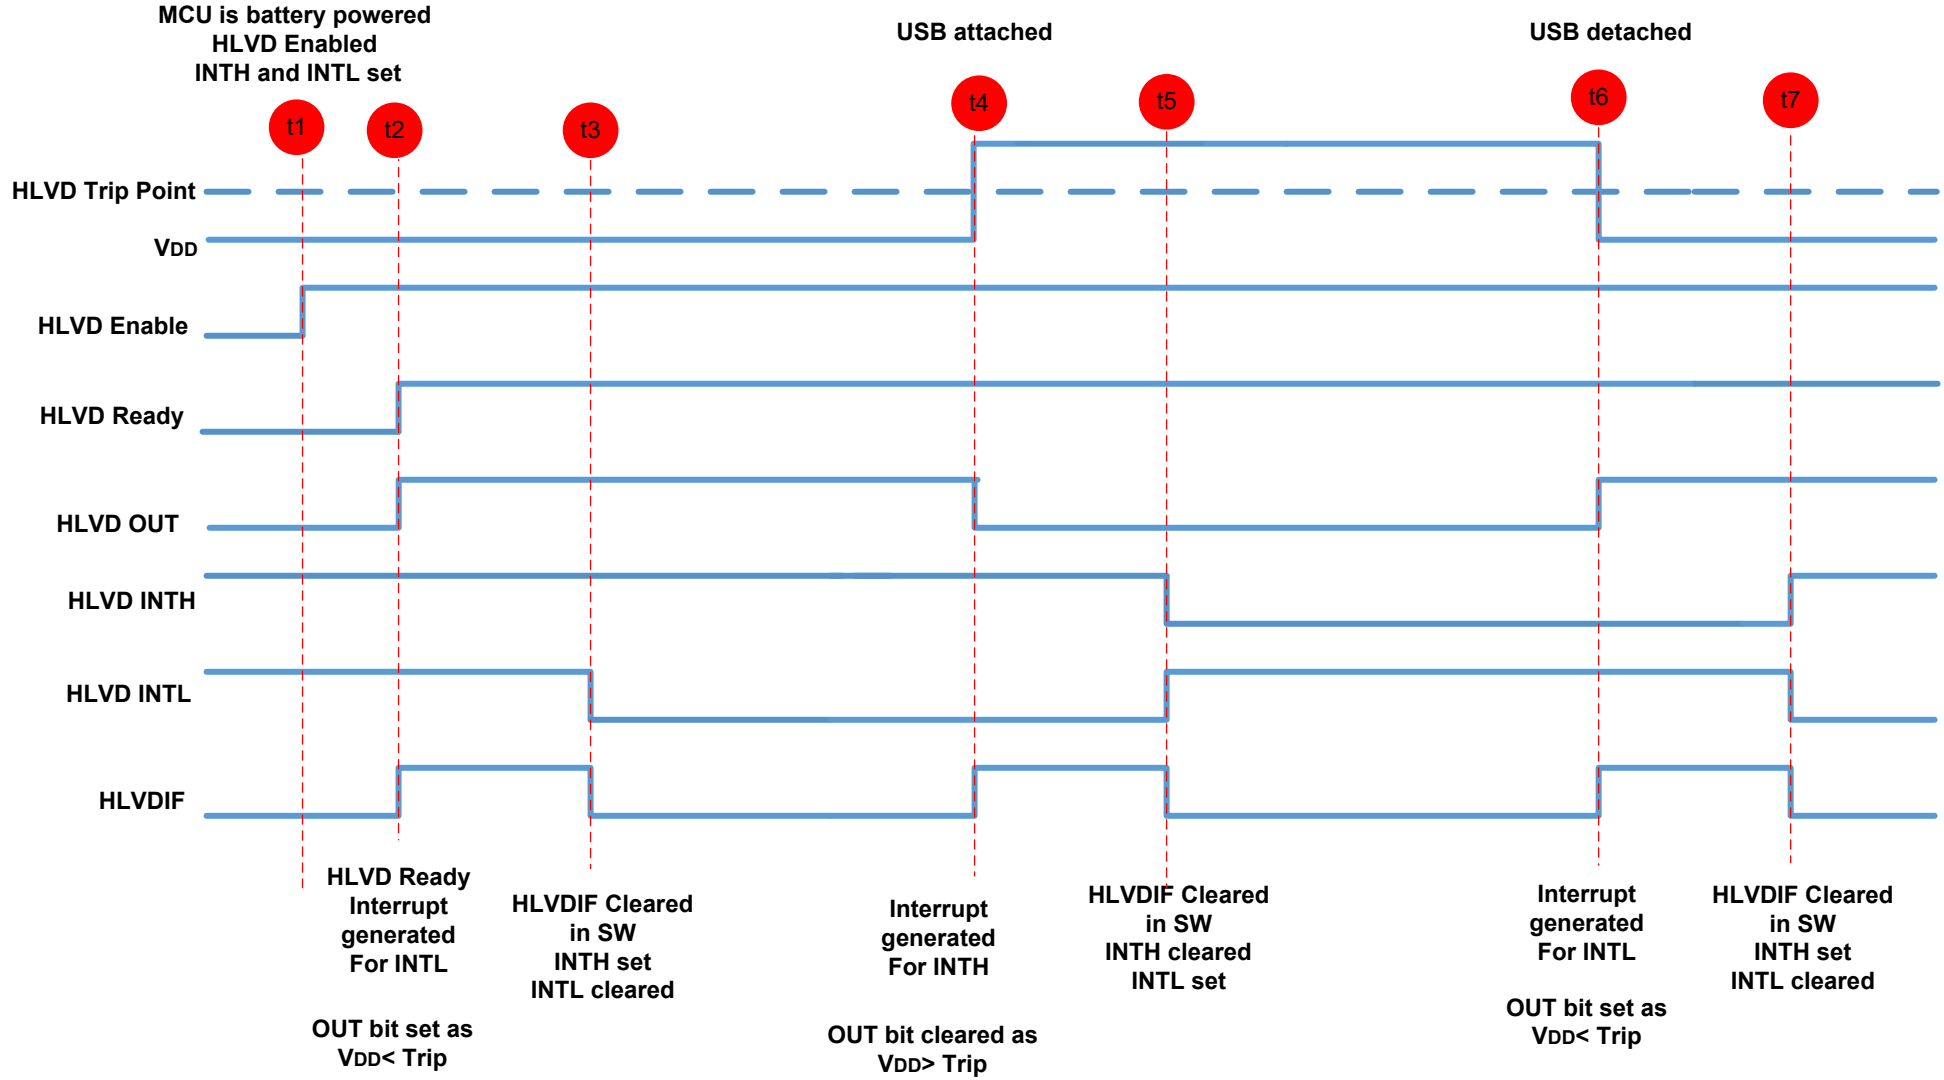 MCU is battery powered
HLVD Enabled
INTH and INTL set
USB attached
USB detached
t1
t2
t3
t4
t5
t6
t7
HLVD Trip Point
VDD
HLVD Enable
HLVD Ready
HLVD OUT
HLVD INTH
HLVD INTL
HLVDIF
HLVD Ready
Interrupt
generated
For INTL
OUT bit set as
VDD< Trip
HLVDIF Cleared
in SW
INTH set
INTL cleared
Interrupt
generated
For INTH
OUT bit cleared as
VDD> Trip
HLVDIF Cleared
in SW
INTH cleared
INTL set
Interrupt
generated
For INTL
OUT bit set as
VDD< Trip
HLVDIF Cleared
in SW
INTH set
INTL cleared